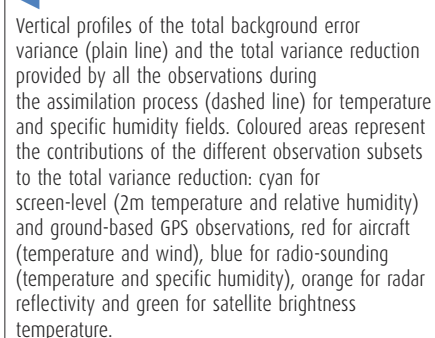 Vertical profiles of the total background error
variance (plain line) and the total variance reduction
provided by all the observations during
the assimilation process (dashed line) for temperature
and specific humidity fields. Coloured areas represent
the contributions of the different observation subsets
to the total variance reduction: cyan for
screen-level (2m temperature and relative humidity)
and ground-based GPS observations, red for aircraft
(temperature and wind), blue for radio-sounding
(temperature and specific humidity), orange for radar
reflectivity and green for satellite brightness
temperature.